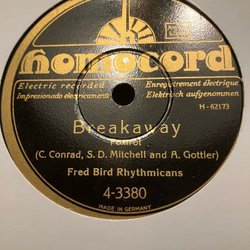 homocord
Electric recorded
Enregistrement électrique
Impresionado electricamente
Elektrisch aufgenommen
H-62173
Breakaway
Foxtrot
(C. Conrad, S. D. Mitchell and A. Gottler)
Fred Bird Rhythmicans
4-3380
MADE IN GERMANY